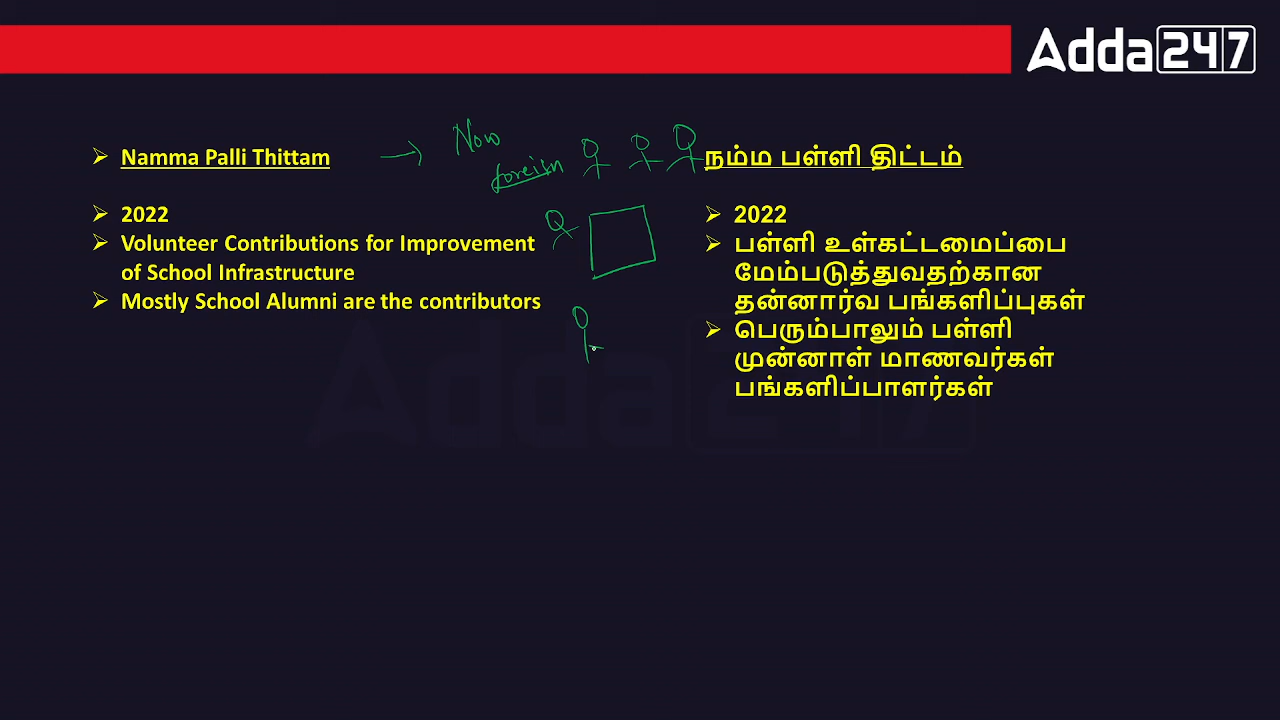 Adda247
Namma Palli Thittam
Now
foreign
2022
Volunteer Contributions for Improvement
of School Infrastructure
Mostly School Alumni are the contributors
நம்ம பள்ளி திட்டம்
2022
பள்ளி உள்கட்டமைப்பை
மேம்படுத்துவதற்கான
தன்னார்வ பங்களிப்புகள்
பெரும்பாலும் பள்ளி
முன்னாள் மாணவர்கள்
பங்களிப்பாளர்கள்
Adda247